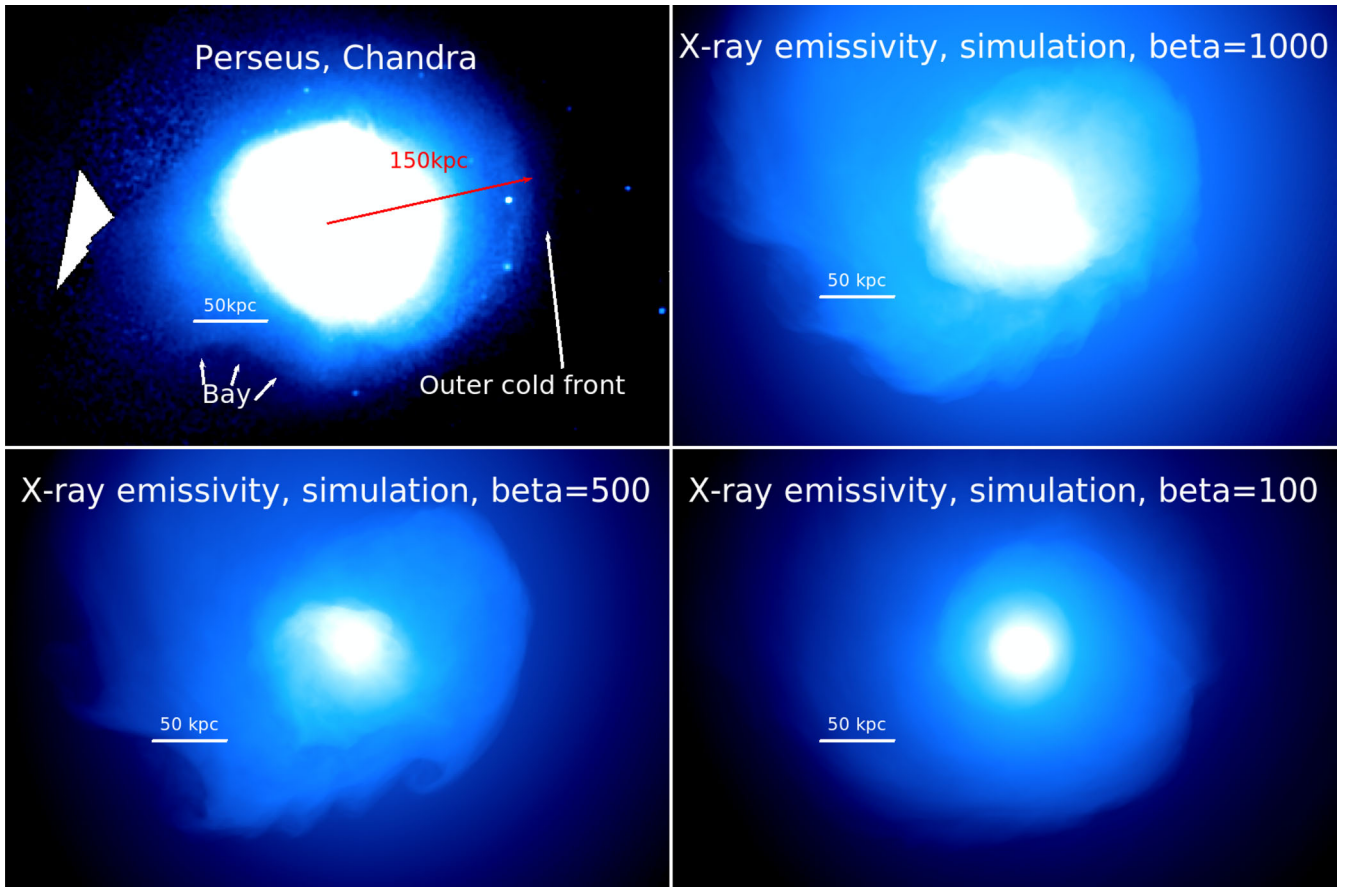 Perseus, Chandra
150kpc
50kpc
Bay
Outer cold front
X-ray emissivity, simulation, beta=1000
50 kpc
X-ray emissivity, simulation, beta=500
50 kpc
X-ray emissivity, simulation, beta=100
50 kpc